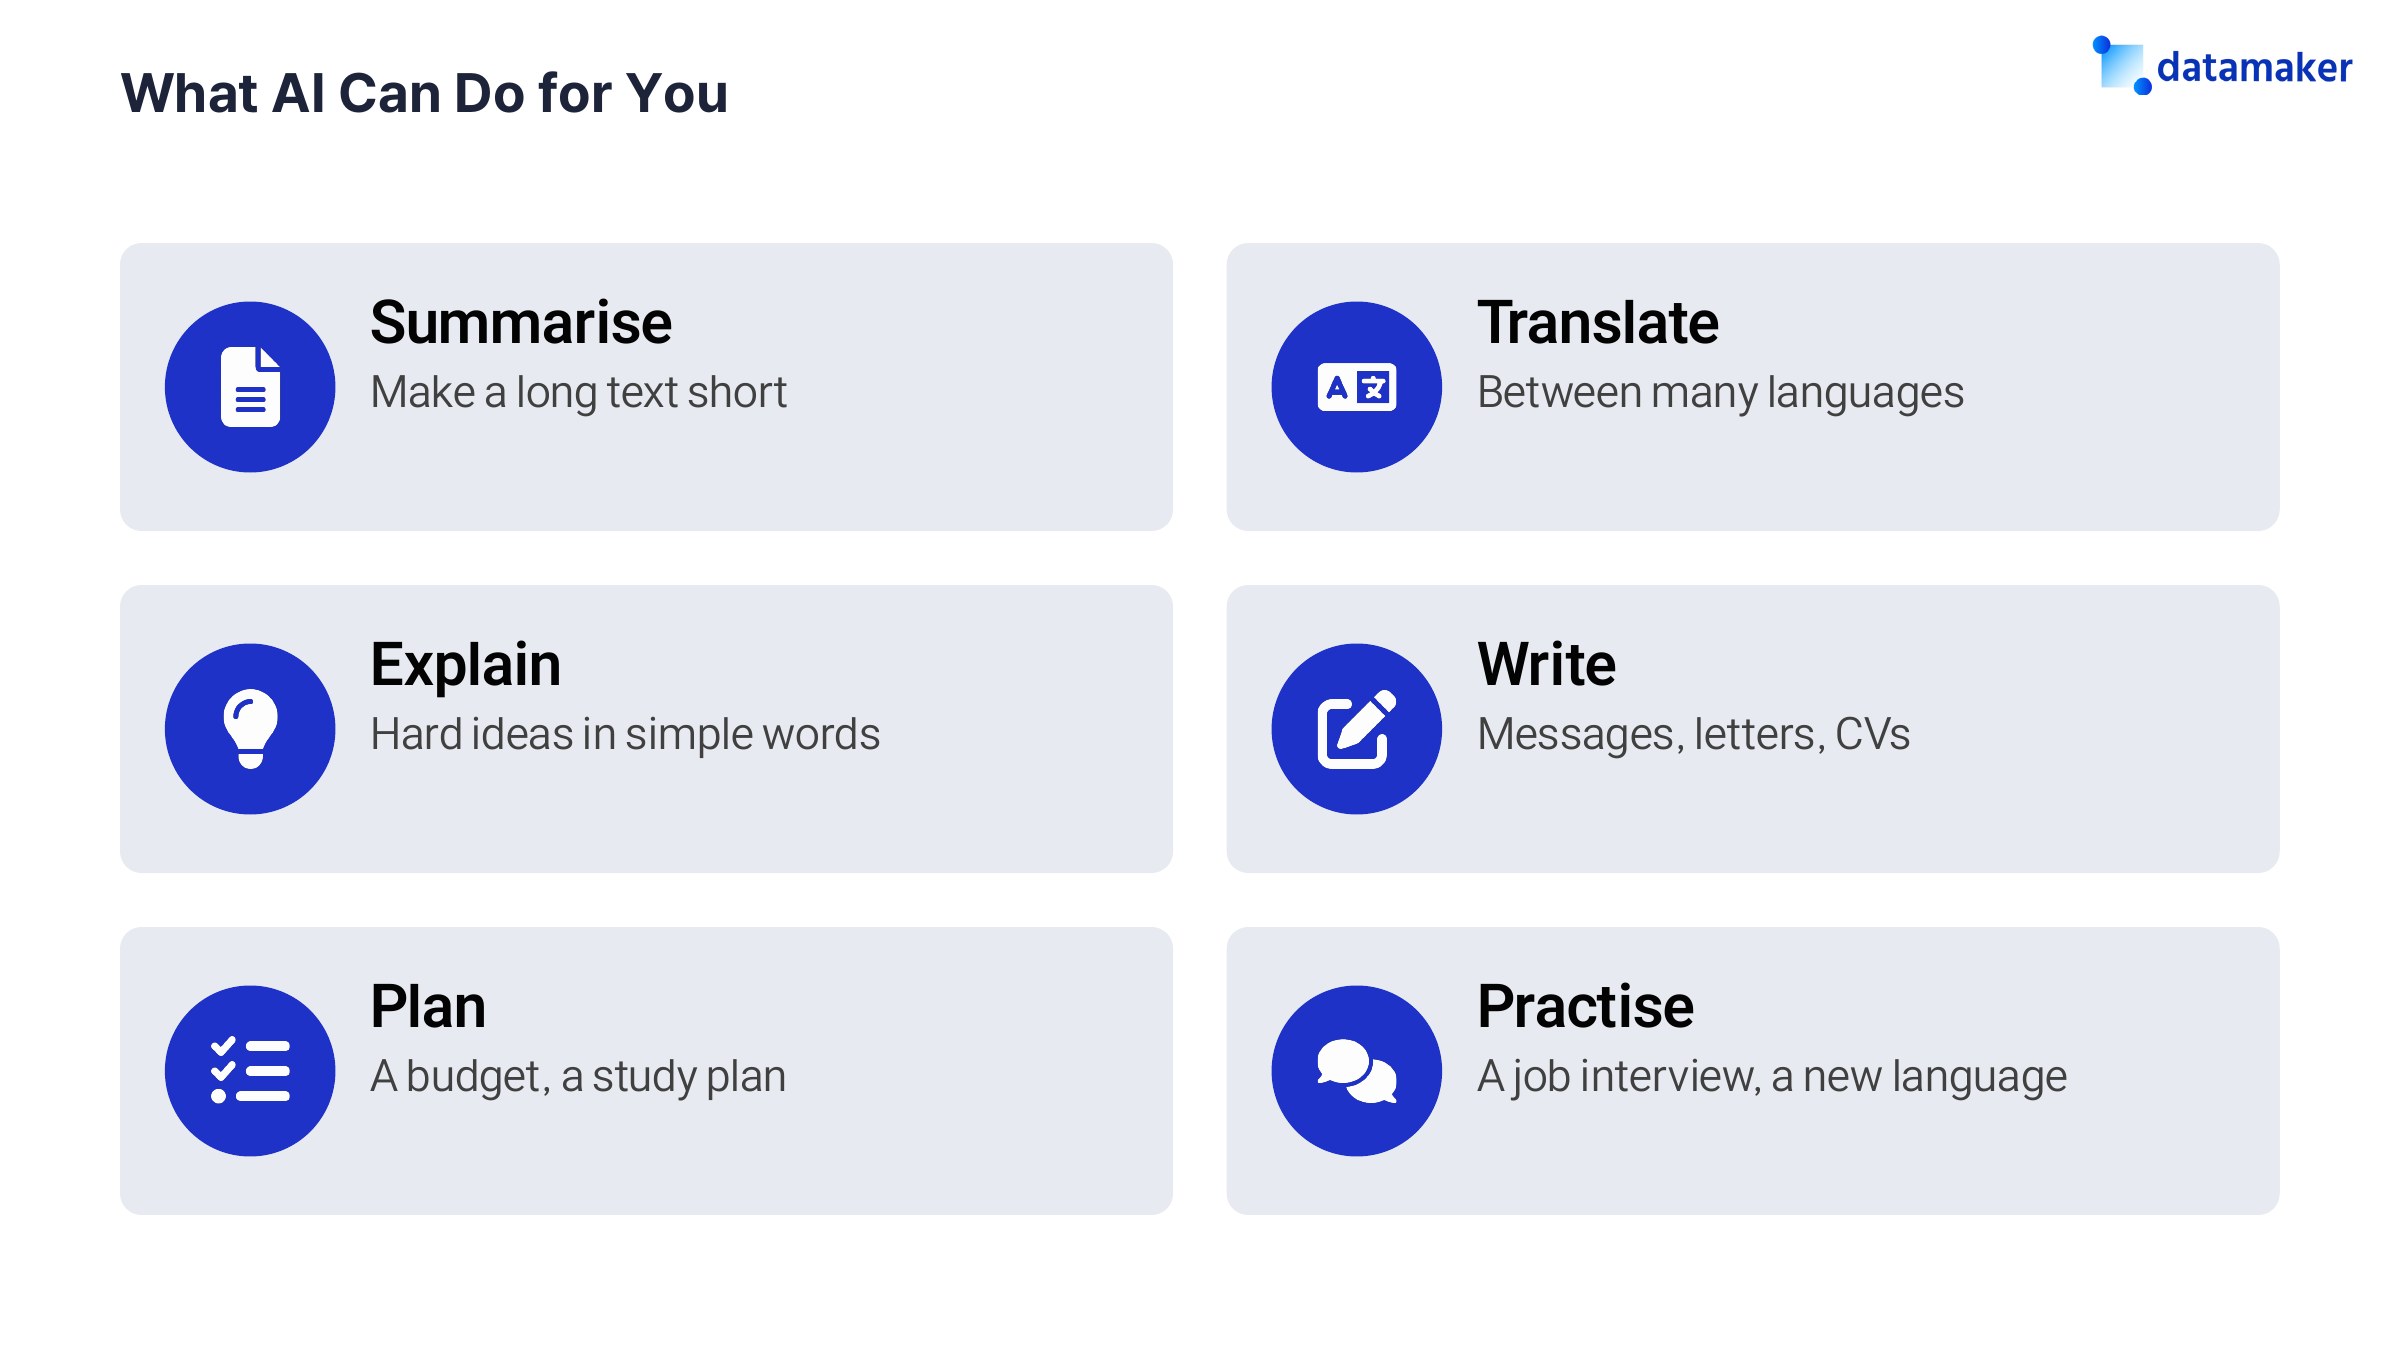 What AI Can Do for You
datamaker
Summarise
Make a long text short
Translate
Between many languages
A 文
Explain
Hard ideas in simple words
Write
Messages, letters, CVs
Plan
A budget, a study plan
Practise
A job interview, a new language